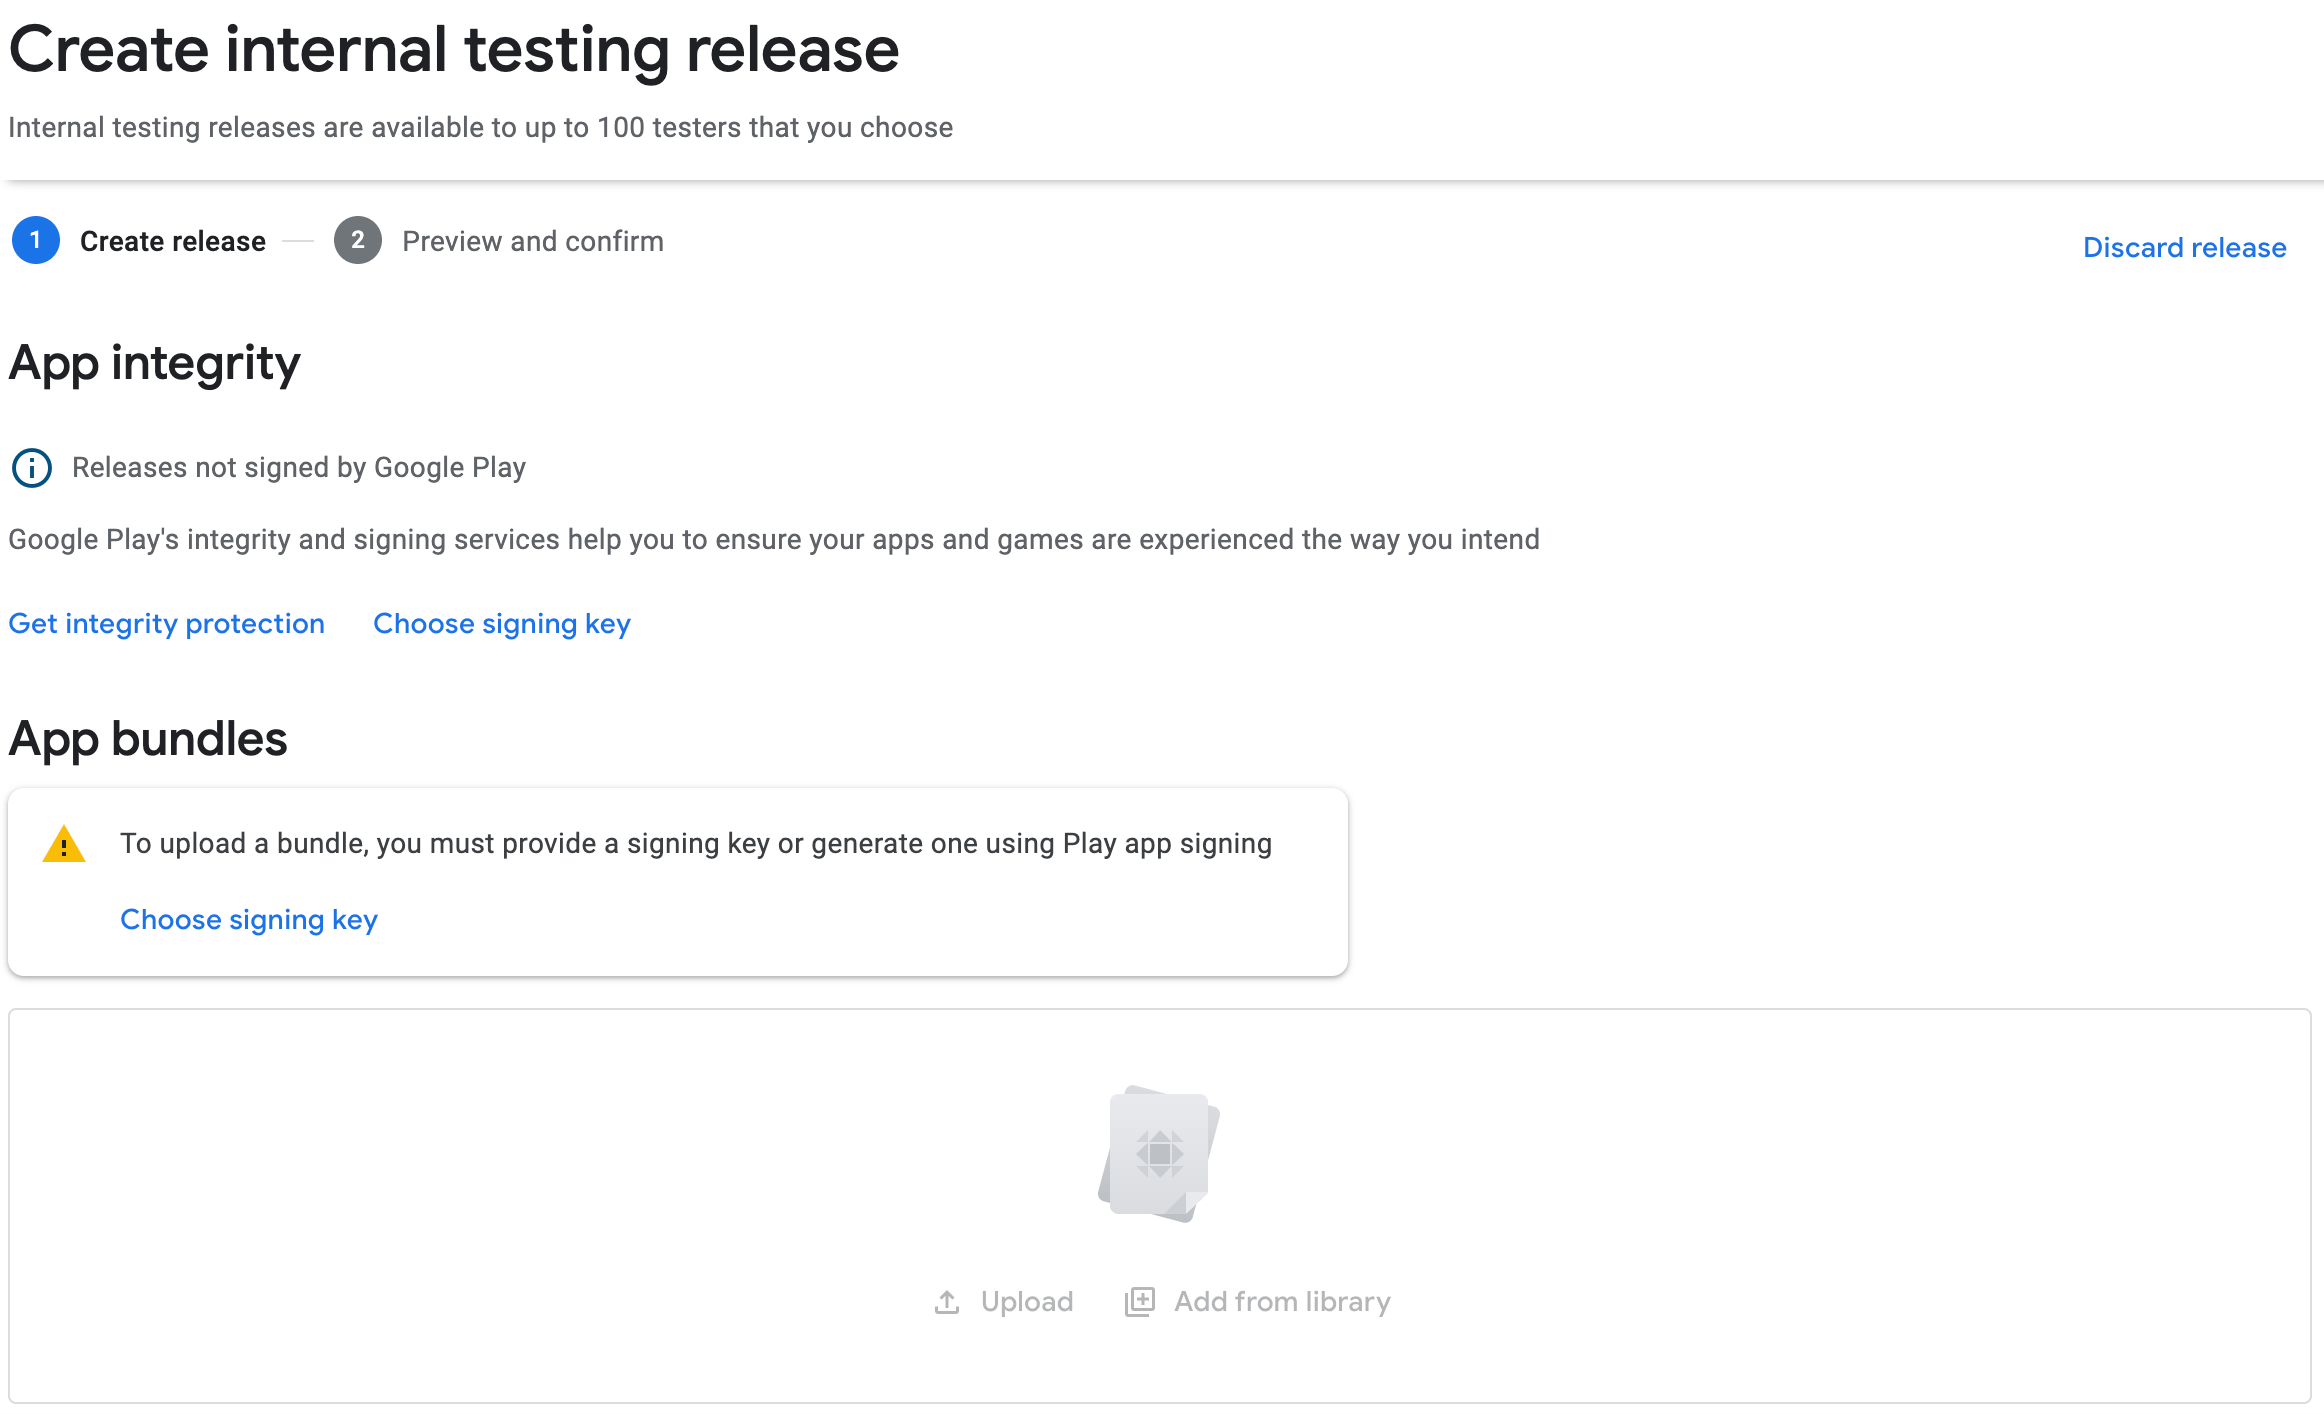 Create internal testing release
Internal testing releases are available to up to 100 testers that you choose
1 Create release 2 Preview and confirm
Discard release
App integrity
Releases not signed by Google Play
Google Play's integrity and signing services help you to ensure your apps and games are experienced the way you intend
Get integrity protection Choose signing key
App bundles
To upload a bundle, you must provide a signing key or generate one using Play app signing
Choose signing key
Upload Add from library